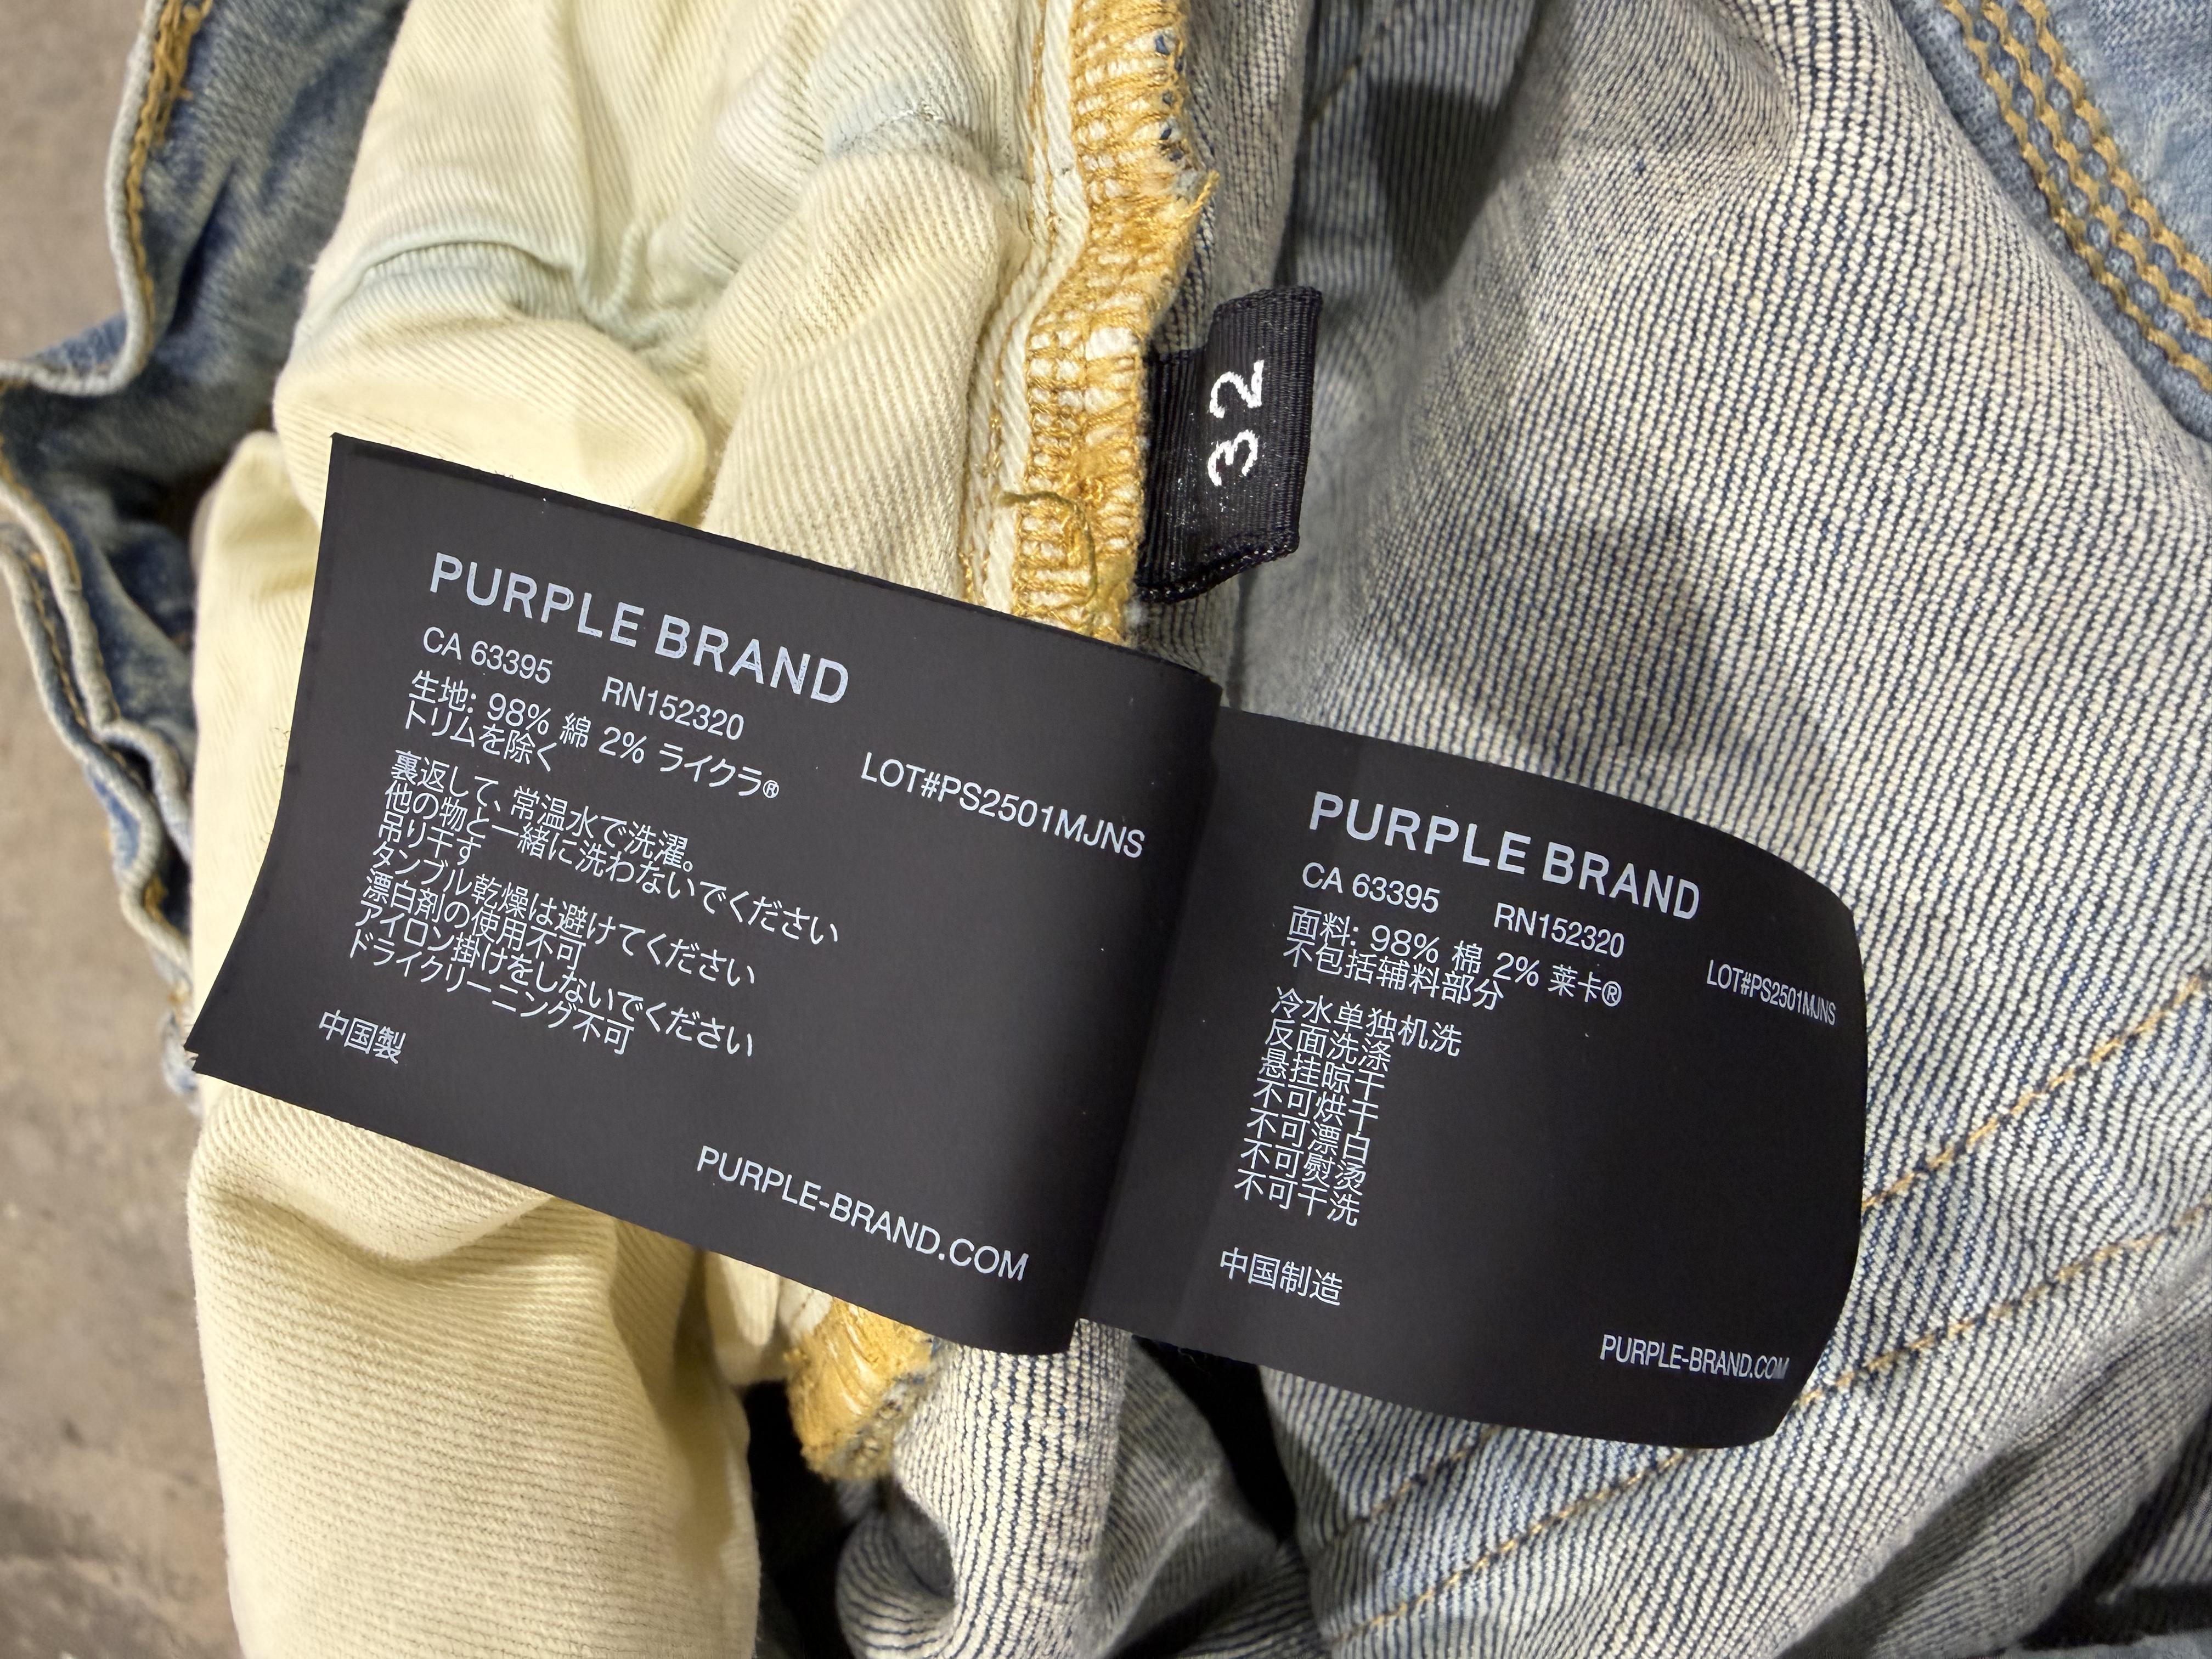 32
PURPLE BRAND
CA 63395 RN152320
生地: 98% 綿 2% ライクラ®
トリムを除く
LOT#PS2501MJNS
裏返して、常温水で洗濯。
他の物と一緒に洗わないでください
吊り干す
タンブル乾燥は避けてください
漂白剤の使用不可
アイロン掛けをしないでください
ドライクリーニング不可
中国製
PURPLE-BRAND.COM
PURPLE BRAND
CA 63395 RN152320
面料: 98% 棉 2% 莱卡®
不包括辅料部分
LOT#PS2501MJNS
冷水单独机洗
反面洗涤
悬挂晾干
不可烘干
不可漂白
不可熨烫
不可干洗
中国制造
PURPLE-BRAND.COM